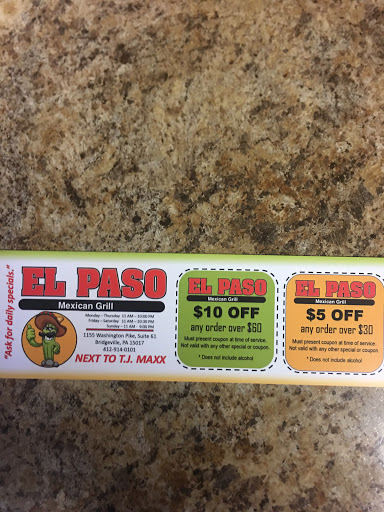 "Ask for daily specials."
EL PASO
Mexican Grill
Monday - Thursday 11 AM - 10:00 PM
Friday - Saturday 11 AM - 10:30 PM
Sunday - 11 AM - 9:00 PM
1155 Washington Pike, Suite 61
Bridgeville, PA 15017
412-914-0101
NEXT TO T.J. MAXX
EL PASO
Mexican Grill
$10 OFF
any order over $60
Must present coupon at time of service.
Not valid with any other special or coupon.
* Does not include alcohol
EL PASO
Mexican Grill
$5 OFF
any order over $30
Must present coupon at time of service.
Not valid with any other special or coupon.
* Does not include alcohol